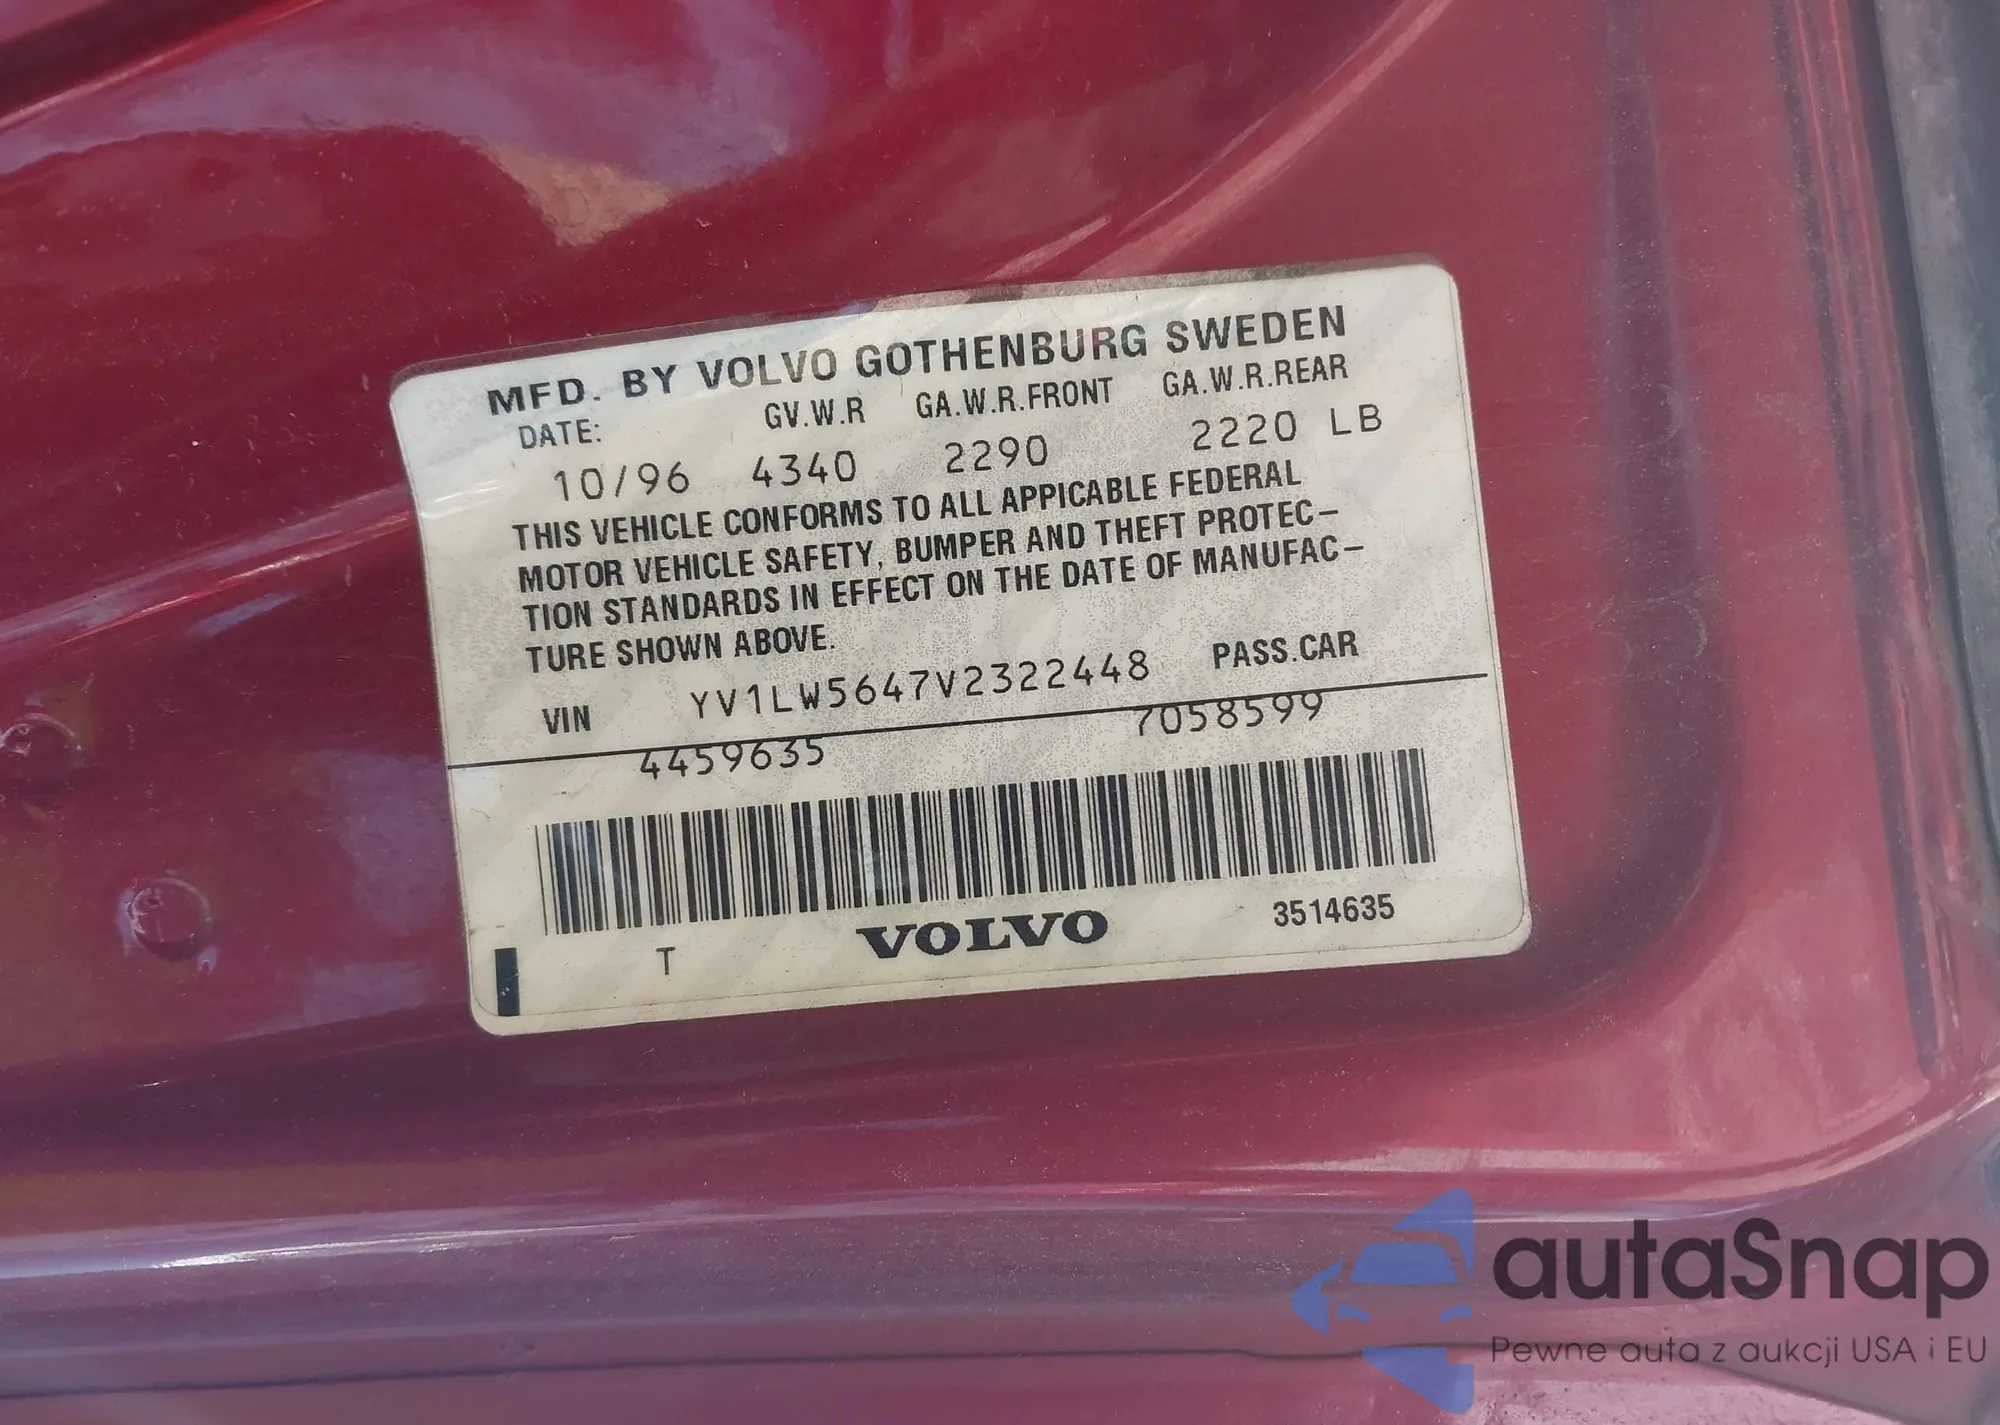 MFD. BY VOLVO GOTHENBURG SWEDEN
DATE: GV.W.R GA.W.R.FRONT GA.W.R.REAR
10/96 4340 2290 2220 LB
THIS VEHICLE CONFORMS TO ALL APPICABLE FEDERAL
MOTOR VEHICLE SAFETY, BUMPER AND THEFT PROTEC-
TION STANDARDS IN EFFECT ON THE DATE OF MANUFAC-
TURE SHOWN ABOVE.
VIN YV1LW5647V2322448 PASS.CAR
4459635 7058599
T VOLVO 3514635
autaSnap
Pewne auta z aukcji USA i EU